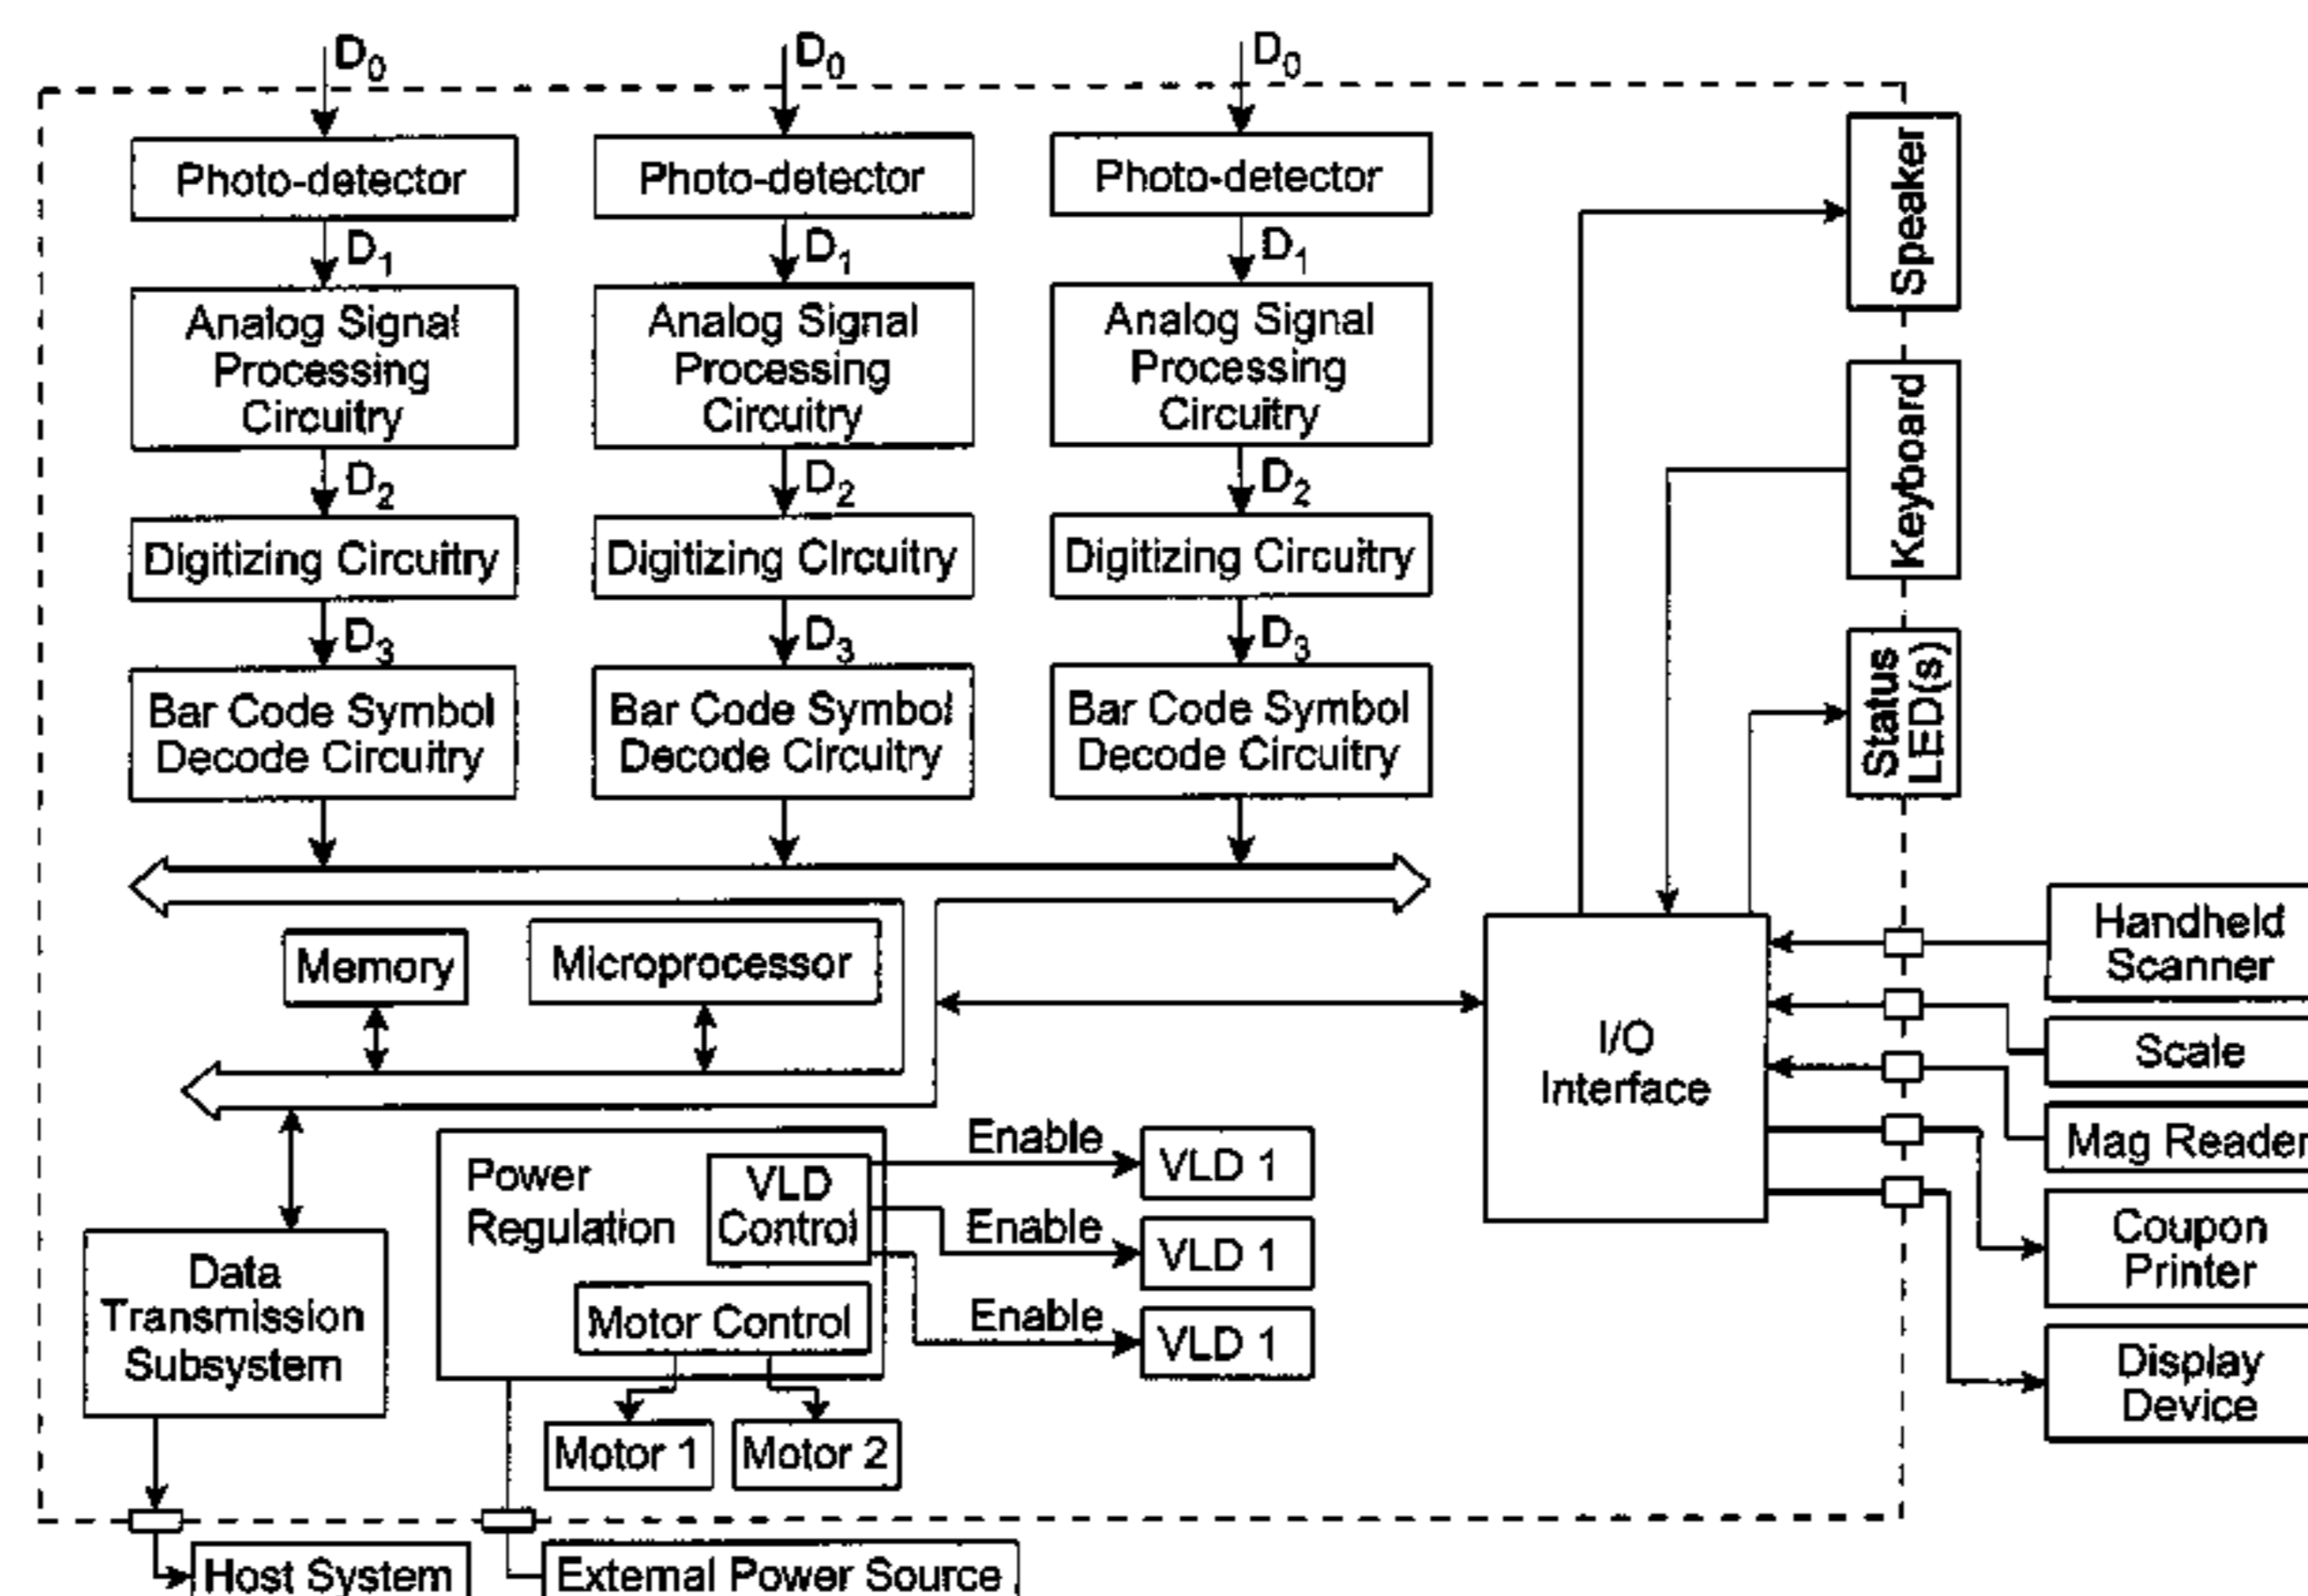 D0 D0 D0
Photo-detector Photo-detector Photo-detector
D1 D1 D1
Analog Signal Analog Signal Analog Signal
Processing Processing Processing
Circuitry Circuitry Circuitry
D2 D2 D2
Digitizing Circuitry Digitizing Circuitry Digitizing Circuitry
D3 D3 D3
Bar Code Symbol Bar Code Symbol Bar Code Symbol
Decode Circuitry Decode Circuitry Decode Circuitry
Speaker
Keyboard
Status
LED(s)
Memory
Microprocessor
I/O
Interface
Handheld
Scanner
Scale
Mag Reader
Coupon
Printer
Display
Device
Power
Regulation
VLD
Control
Enable VLD 1
Enable VLD 1
Enable VLD 1
Motor Control
Motor 1 Motor 2
Data
Transmission
Subsystem
Host System
External Power Source